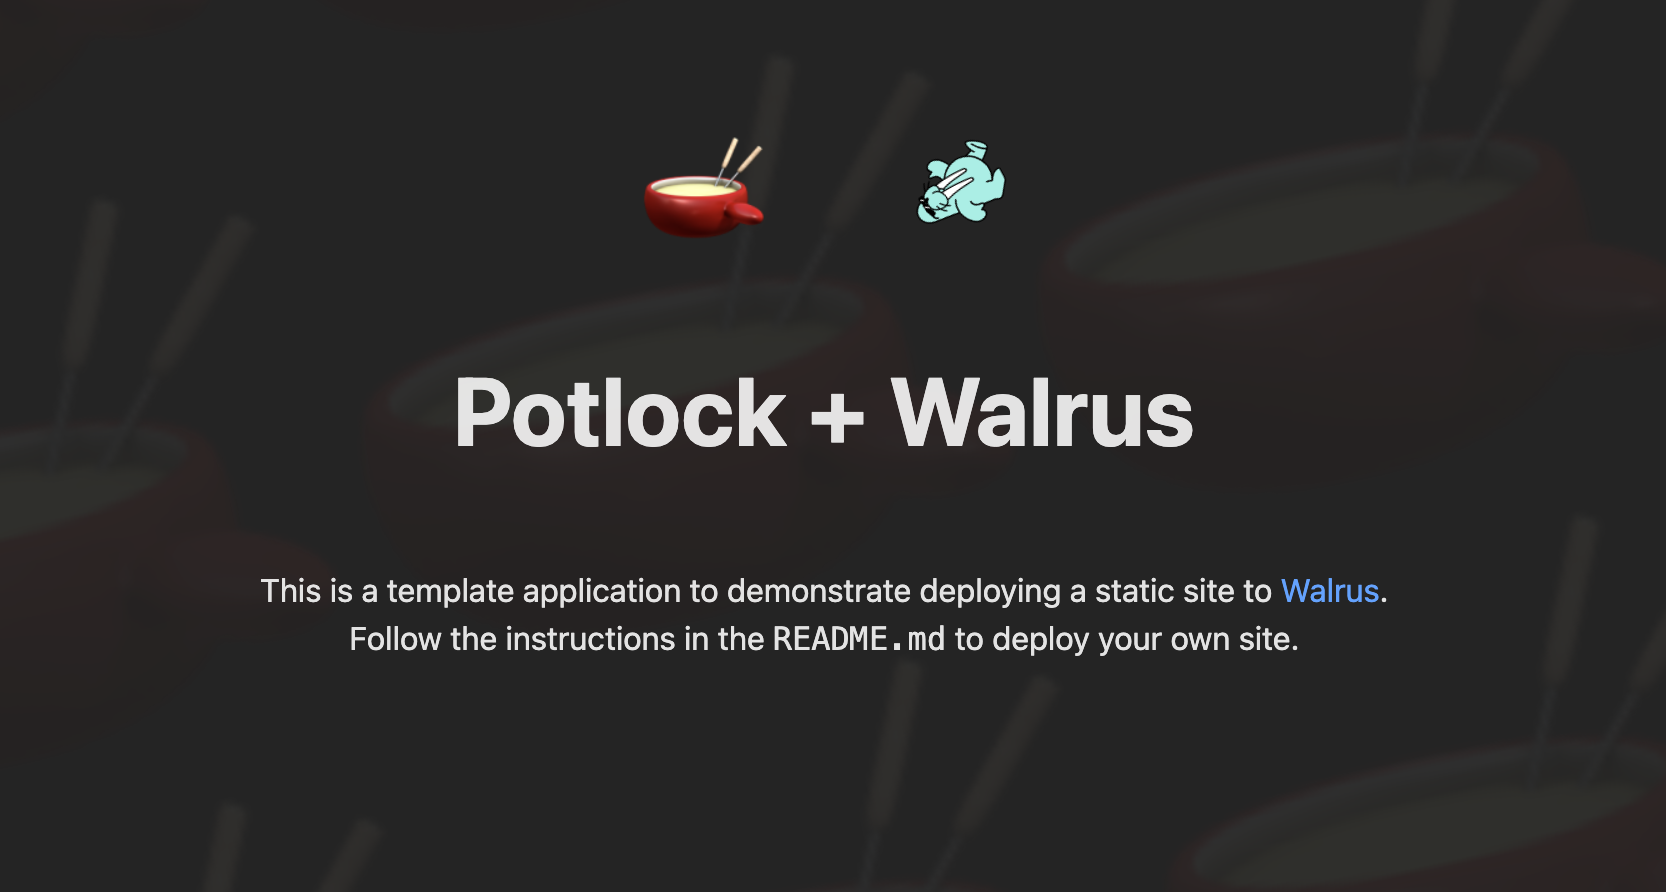 Potlock + Walrus
This is a template application to demonstrate deploying a static site to Walrus.
Follow the instructions in the README.md to deploy your own site.